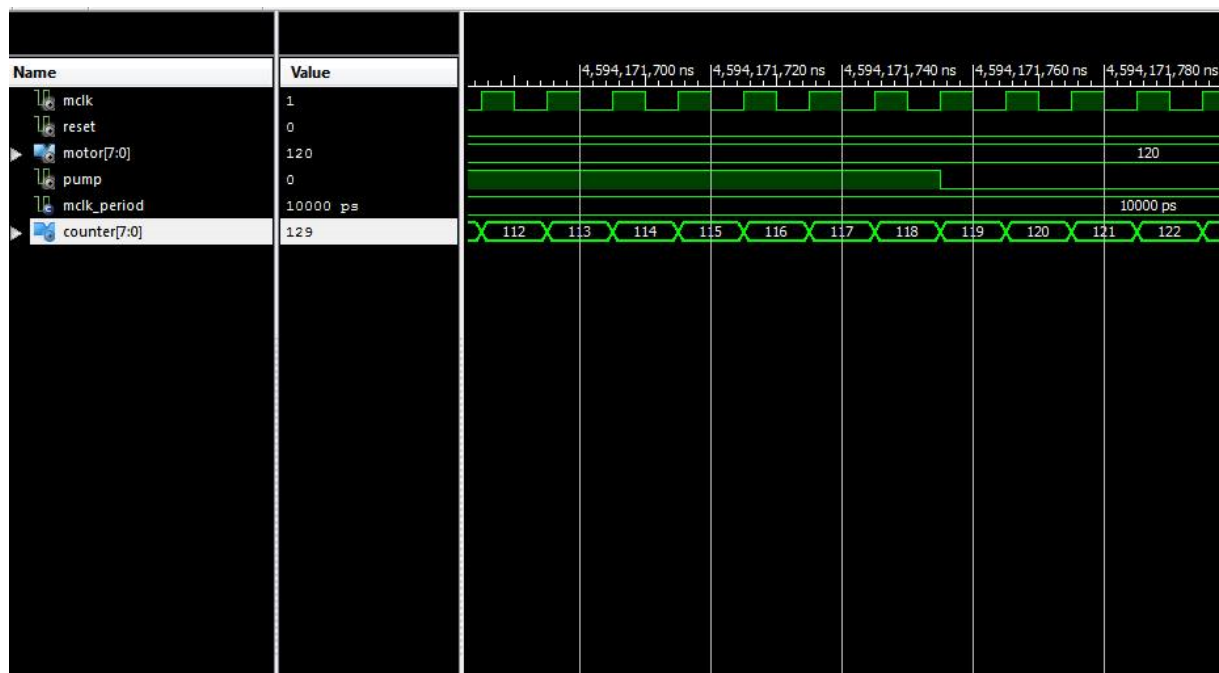 Name Value 4,594,171,700 ns 4,594,171,720 ns 4,594,171,740 ns 4,594,171,760 ns 4,594,171,780 ns
mclk 1
reset 0
motor[7:0] 120 120
pump 0
mclk_period 10000 ps 10000 ps
counter[7:0] 129 112 113 114 115 116 117 118 119 120 121 122